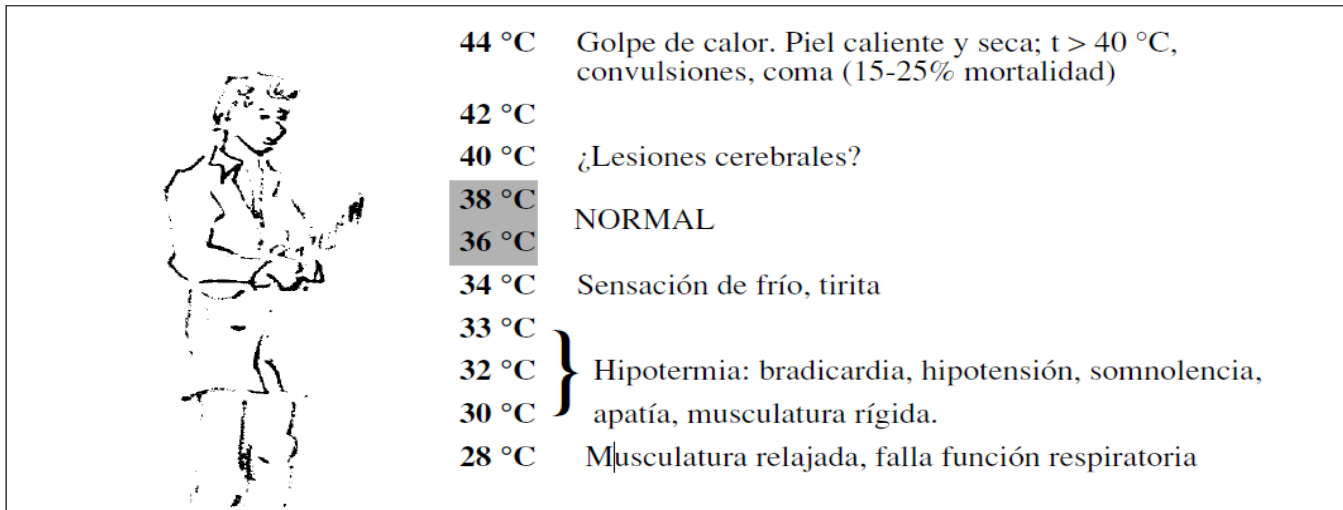 44 °C Golpe de calor. Piel caliente y seca; t > 40 °C,
convulsiones, coma (15-25% mortalidad)
42 °C
40 °C ¿Lesiones cerebrales?
38 °C
NORMAL
36 °C
34 °C Sensación de frío, tirita
33 °C
32 °C Hipotermia: bradicardia, hipotensión, somnolencia,
30 °C apatía, musculatura rígida.
28 °C Musculatura relajada, falla función respiratoria